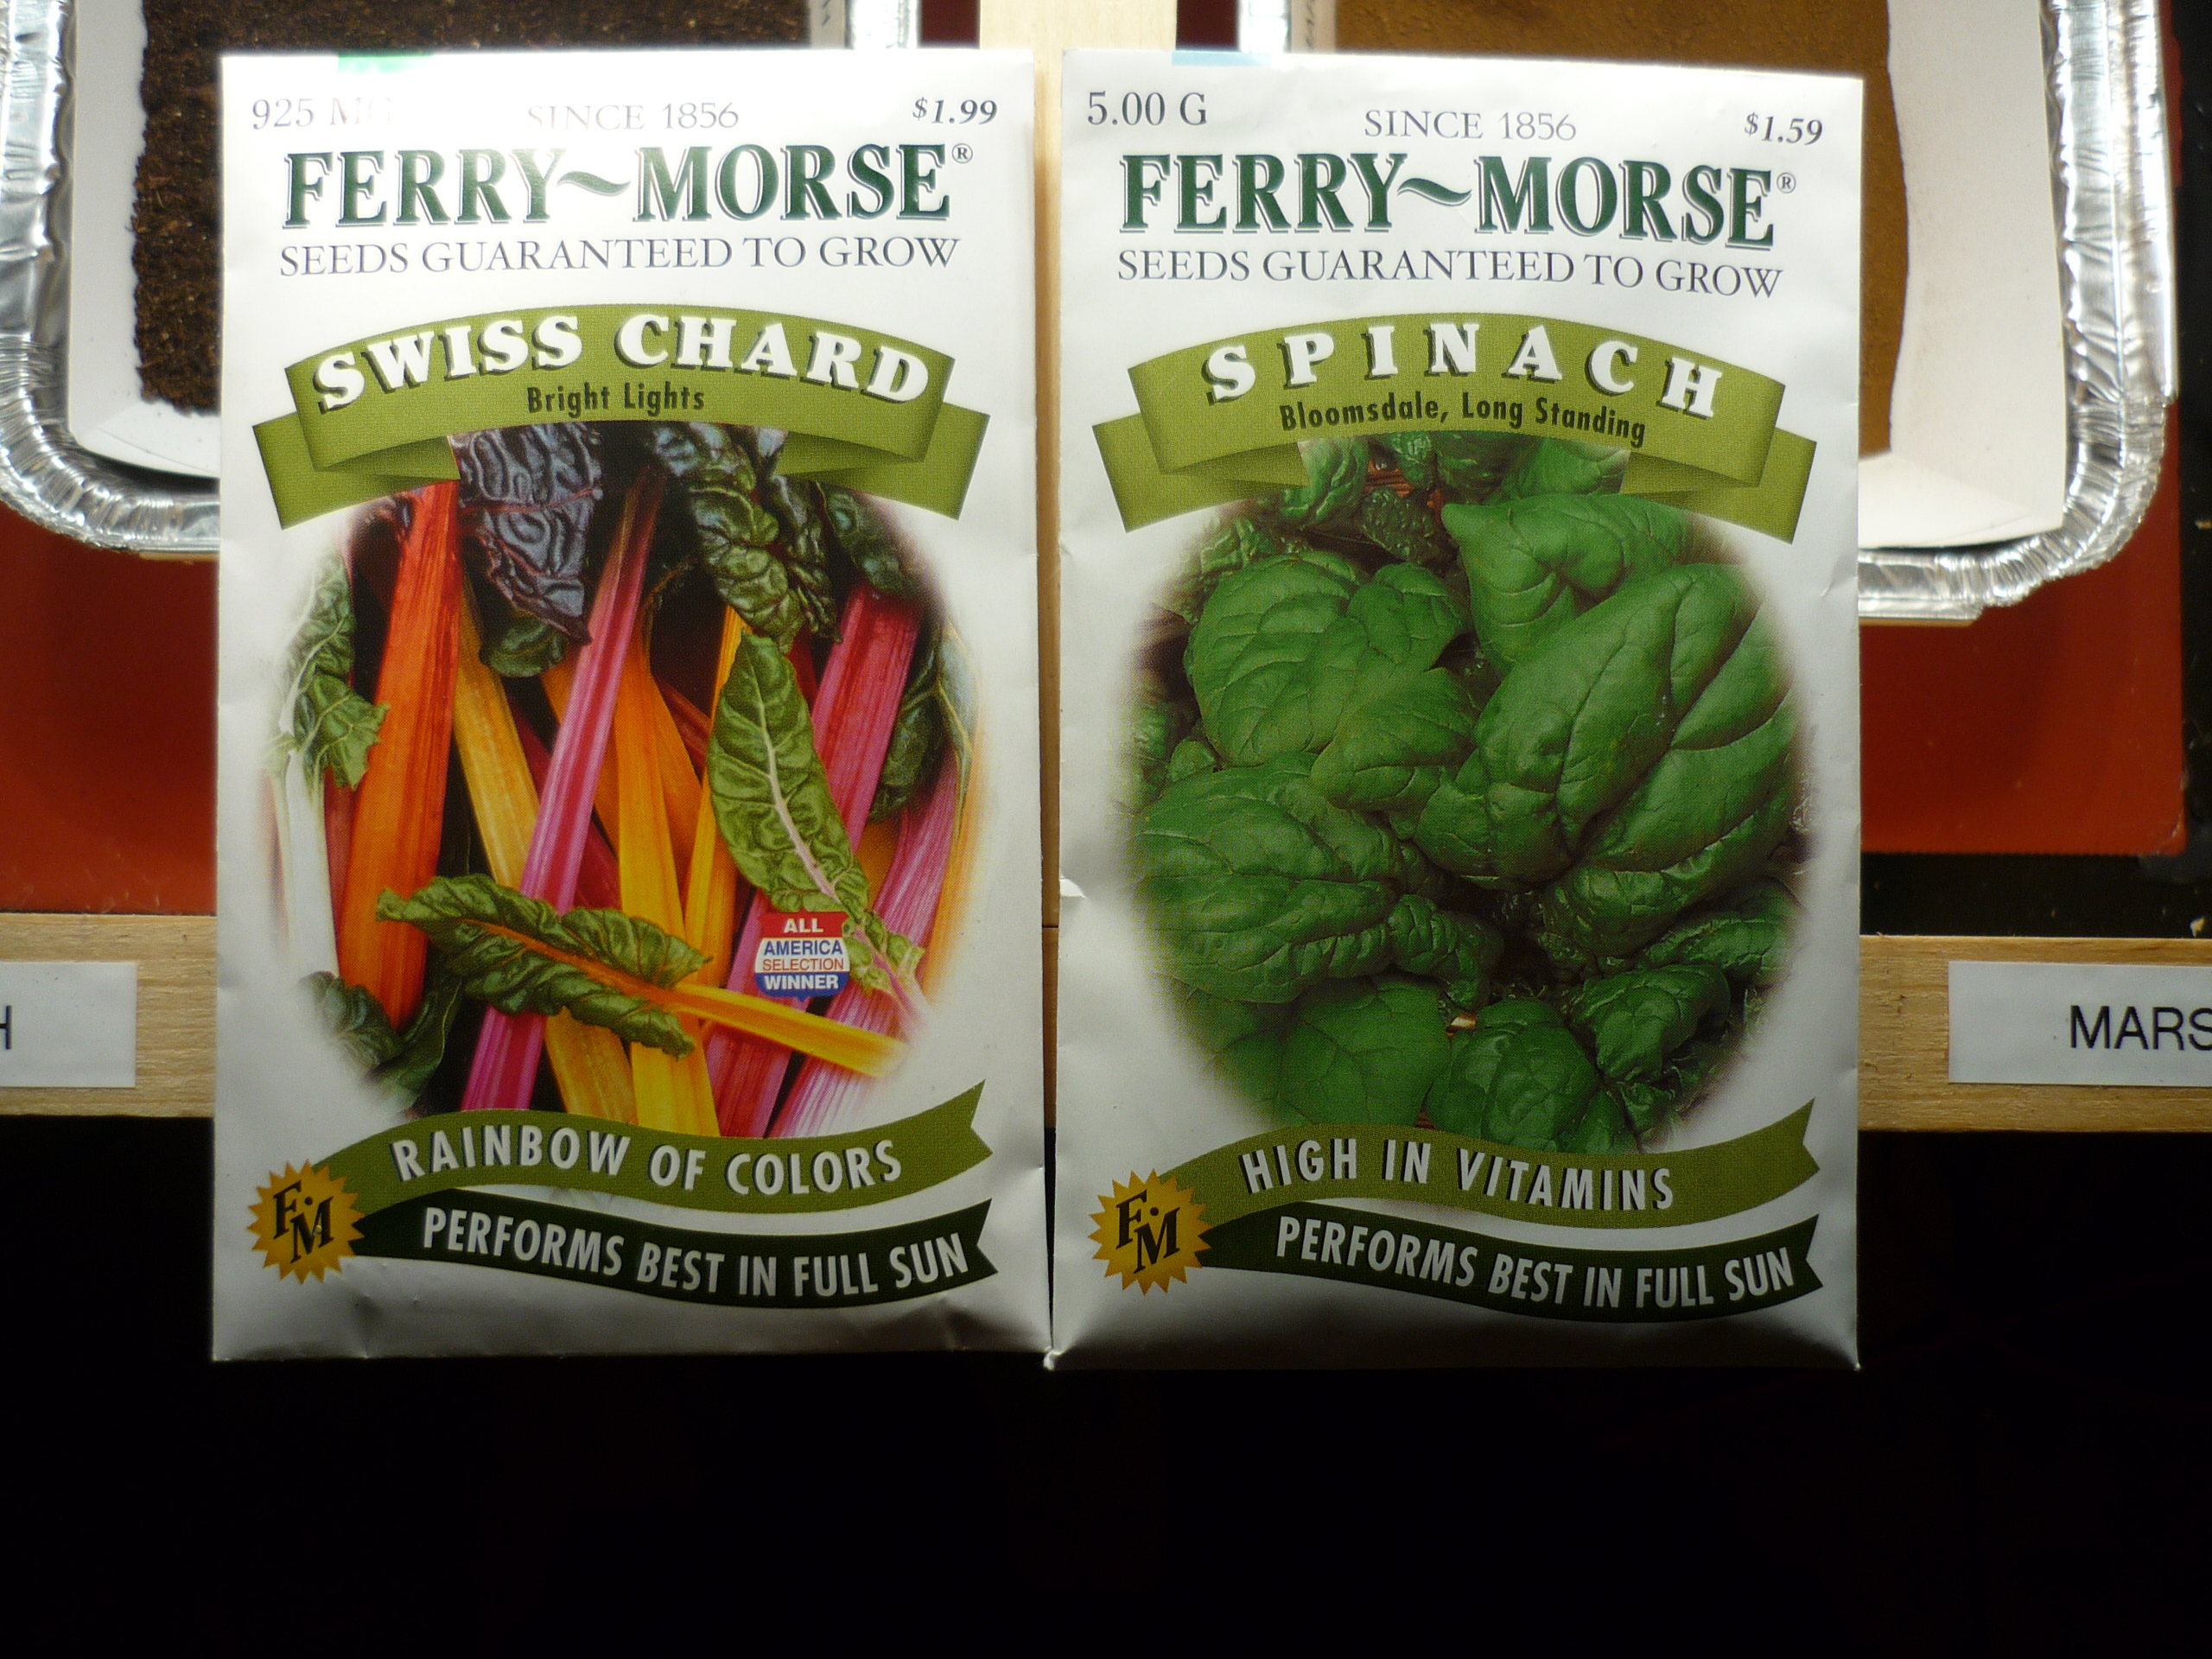 925 MG
SINCE 1856
$1.99
FERRY~MORSE®
SEEDS GUARANTEED TO GROW
SWISS CHARD
Bright Lights
ALL
AMERICA
SELECTION
WINNER
RAINBOW OF COLORS
F·M
PERFORMS BEST IN FULL SUN
5.00 G
SINCE 1856
$1.59
FERRY~MORSE®
SEEDS GUARANTEED TO GROW
SPINACH
Bloomsdale, Long Standing
HIGH IN VITAMINS
F·M
PERFORMS BEST IN FULL SUN
H
MARS